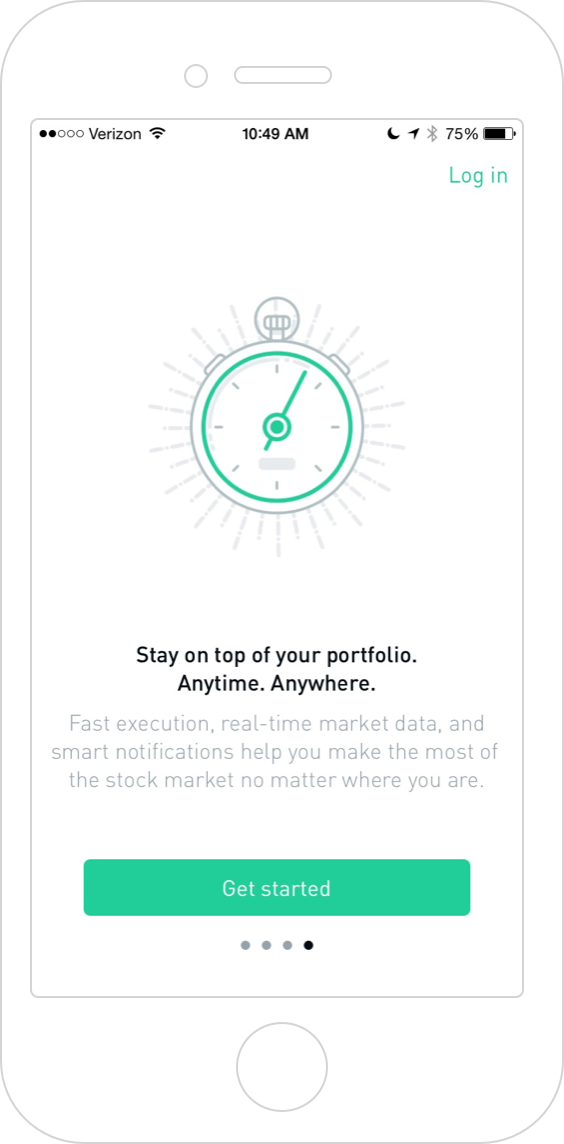 Verizon 10:49 AM 75%
Log in
Stay on top of your portfolio.
Anytime. Anywhere.
Fast execution, real-time market data, and
smart notifications help you make the most of
the stock market no matter where you are.
Get started